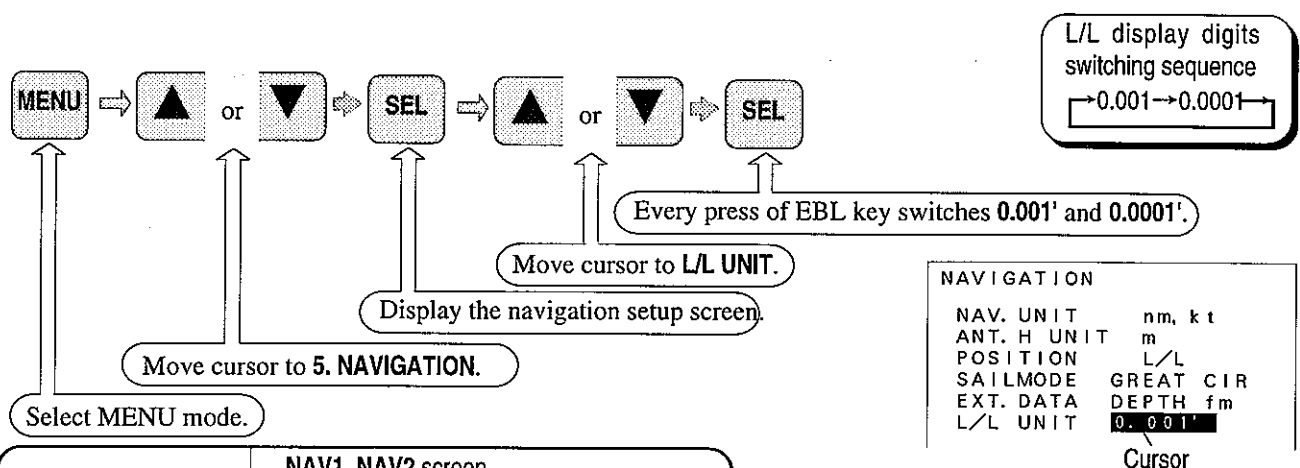 L/L display digits
switching sequence
→0.001→0.0001→
MENU ⇨ ▲ or ▼ ⇨ SEL ⇨ ▲ or ▼ ⇨ SEL
Every press of EBL key switches 0.001' and 0.0001'.
Move cursor to L/L UNIT.
Display the navigation setup screen.
Move cursor to 5. NAVIGATION.
Select MENU mode.
NAVIGATION
NAV. UNIT nm, kt
ANT. H UNIT m
POSITION L/L
SAILMODE GREAT CIR
EXT. DATA DEPTH fm
L/L UNIT 0.001'
Cursor
NAV1, NAV2 screen